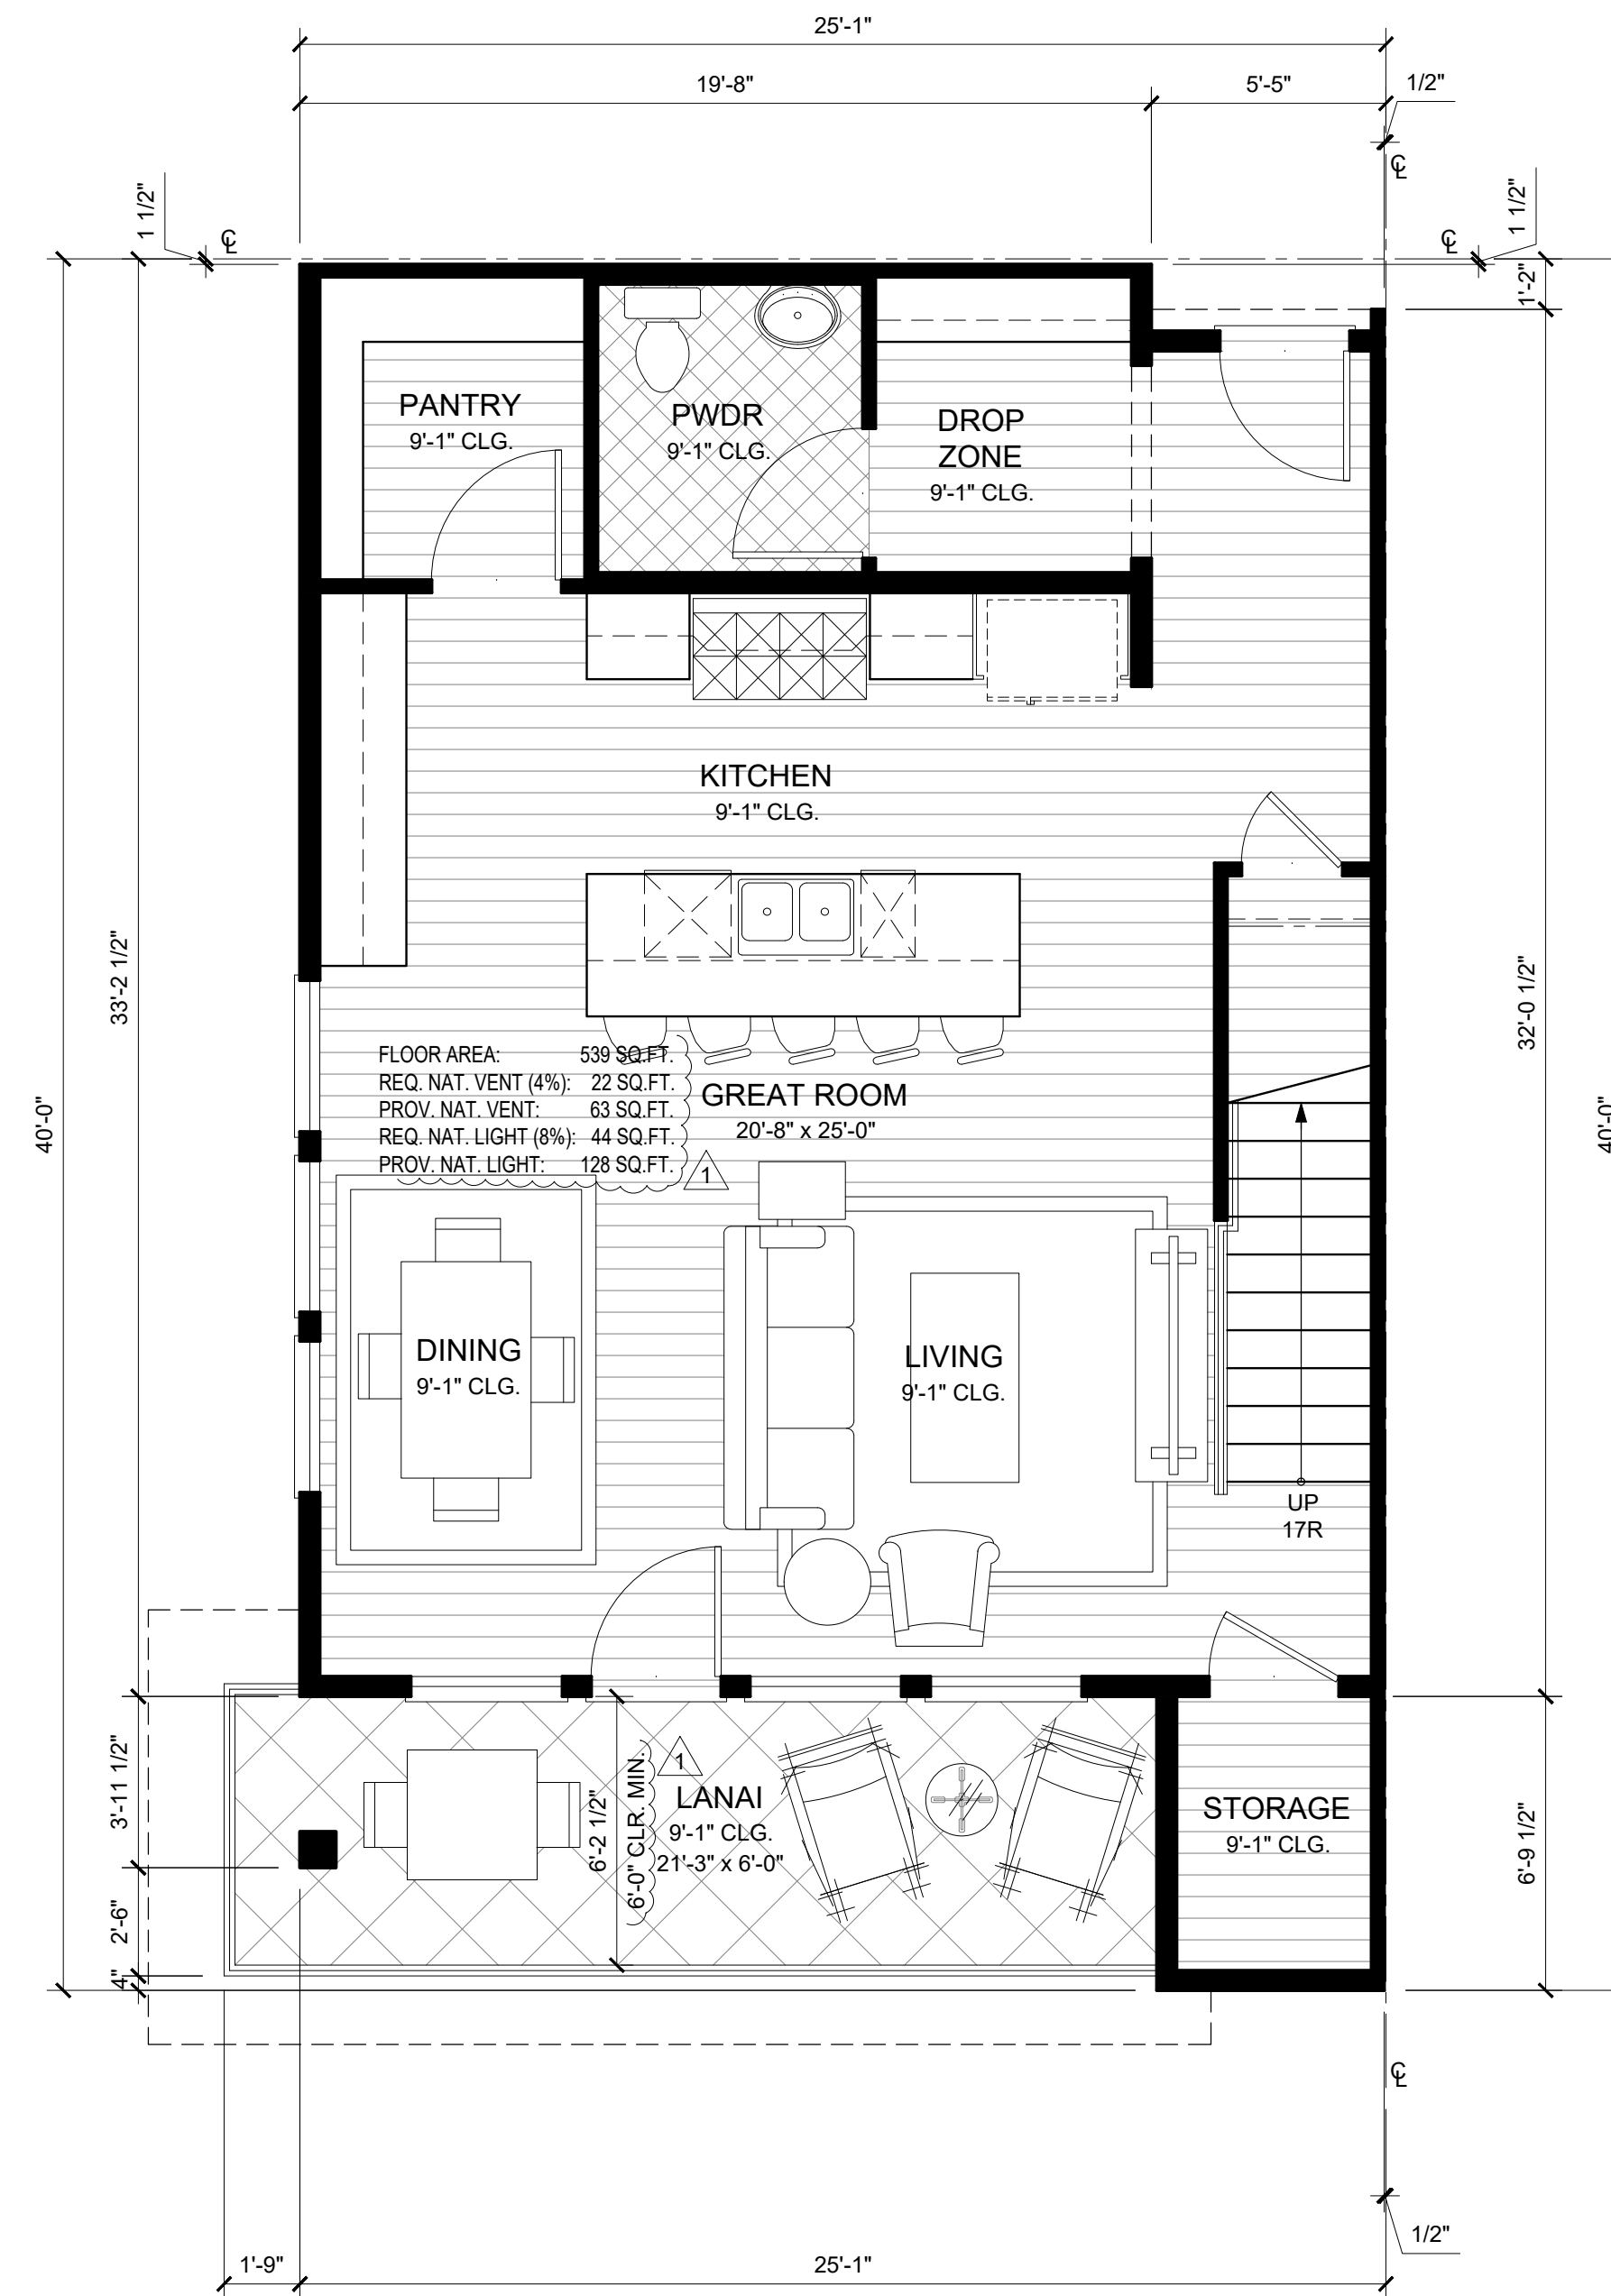 25'-1"
19'-8"
5'-5"
1/2"
℄
1 1/2"
℄
℄
1 1/2"
1'-2"
PANTRY
9'-1" CLG.
PWDR
9'-1" CLG.
DROP
ZONE
9'-1" CLG.
KITCHEN
9'-1" CLG.
33'-2 1/2"
32'-0 1/2"
40'-0"
40'-0"
FLOOR AREA: 539 SQ.FT.
REQ. NAT. VENT (4%): 22 SQ.FT.
PROV. NAT. VENT: 63 SQ.FT.
REQ. NAT. LIGHT (8%): 44 SQ.FT.
PROV. NAT. LIGHT: 128 SQ.FT.
1
GREAT ROOM
20'-8" x 25'-0"
DINING
9'-1" CLG.
LIVING
9'-1" CLG.
UP
17R
3'-11 1/2"
2'-6"
4"
6'-2 1/2"
6'-0" CLR. MIN.
1
LANAI
9'-1" CLG.
21'-3" x 6'-0"
STORAGE
9'-1" CLG.
6'-9 1/2"
℄
1/2"
1'-9"
25'-1"